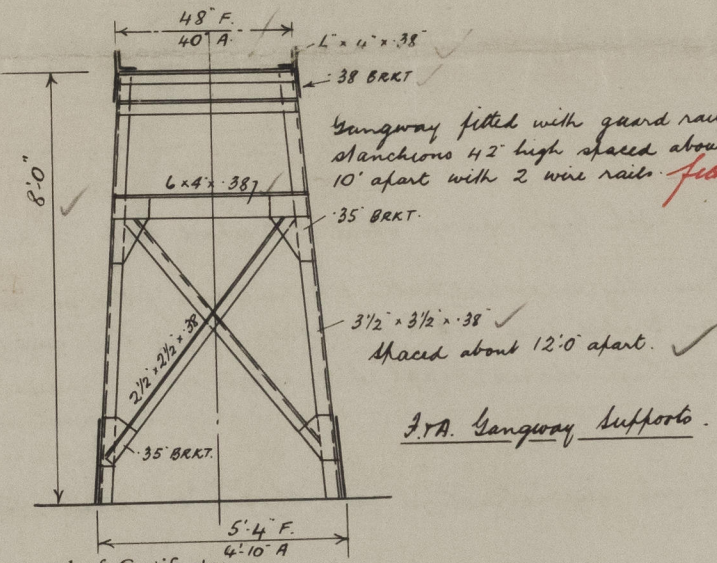 48" F.
40" A.
4" × 4" × ·38"
·38 BRKT
Gangway fitted with guard rail
stanchions 42" high spaced about
10' apart with 2 wire rails.
8'-0"
6 × 4 × ·38"
·35 BRKT.
3½" × 3½" × ·38"
Spaced about 12'-0" apart.
2½" × 2½" × ·38
F.&A. Gangway Supports.
·35" BRKT.
5'-4" F.
4'-10" A